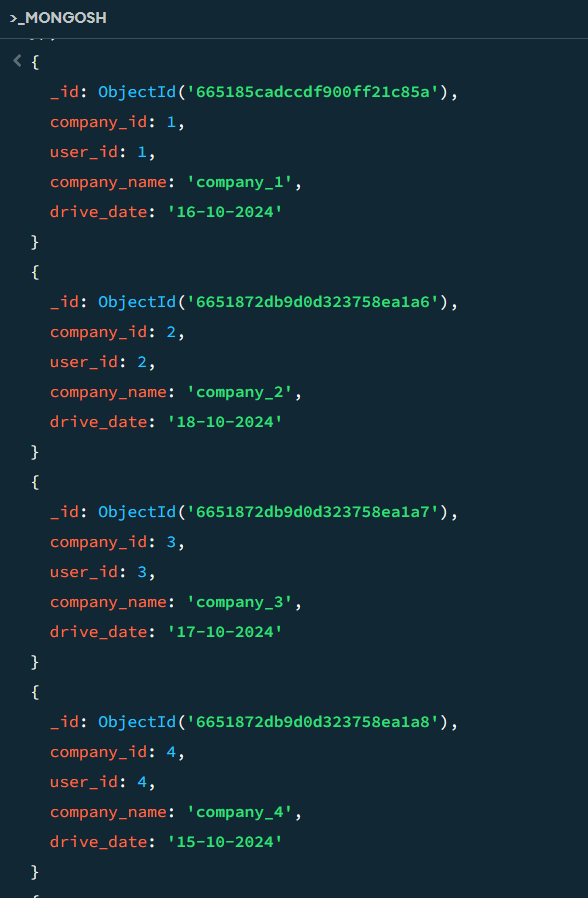 >_MONGOSH
{
_id: ObjectId('665185cadccdf900ff21c85a'),
company_id: 1,
user_id: 1,
company_name: 'company_1',
drive_date: '16-10-2024'
}
{
_id: ObjectId('6651872db9d0d323758ea1a6'),
company_id: 2,
user_id: 2,
company_name: 'company_2',
drive_date: '18-10-2024'
}
{
_id: ObjectId('6651872db9d0d323758ea1a7'),
company_id: 3,
user_id: 3,
company_name: 'company_3',
drive_date: '17-10-2024'
}
{
_id: ObjectId('6651872db9d0d323758ea1a8'),
company_id: 4,
user_id: 4,
company_name: 'company_4',
drive_date: '15-10-2024'
}